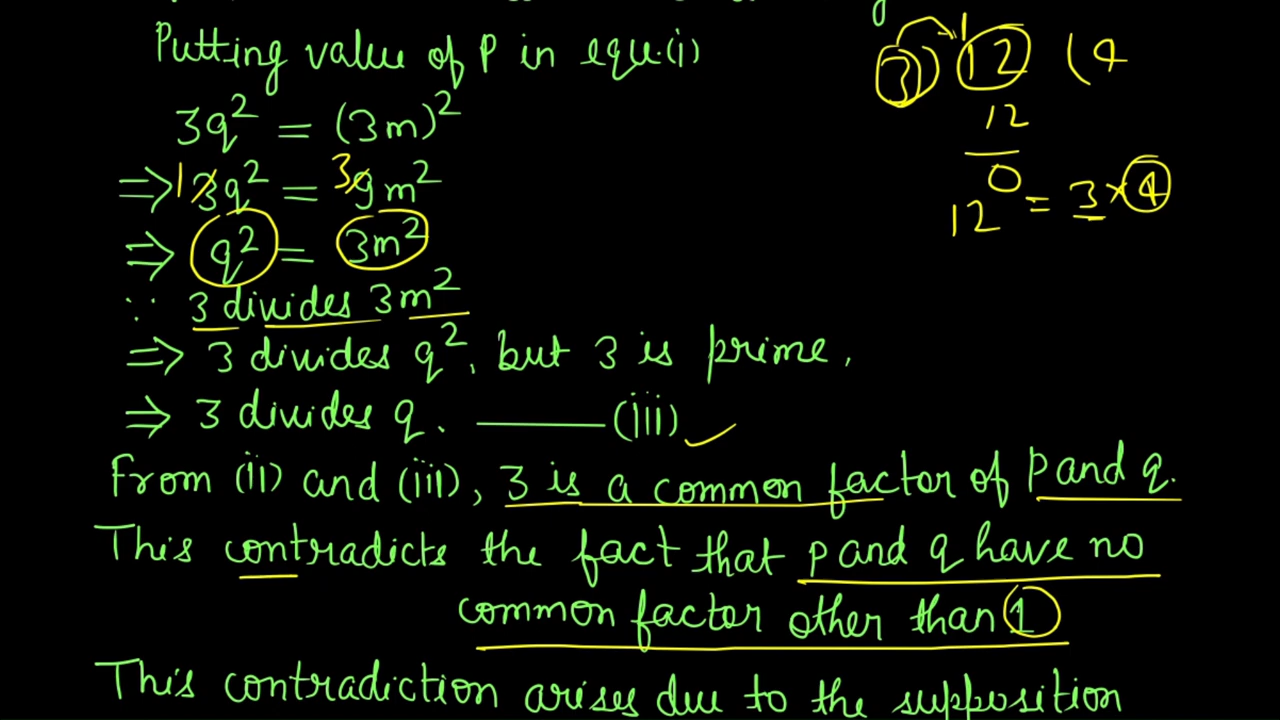 Putting value of P in equ.(i)
3q² = (3m)²
⇒ 1 3q² = 3 9m²
⇒ q² = 3m²
∵ 3 divides 3m²
⇒ 3 divides q², but 3 is prime,
⇒ 3 divides q. ——— (iii)
From (ii) and (iii), 3 is a common factor of P and q.
This contradicts the fact that p and q have no
common factor other than 1
This contradiction arises due to the supposition
3) 12 (4
12
0
12 = 3 × 4